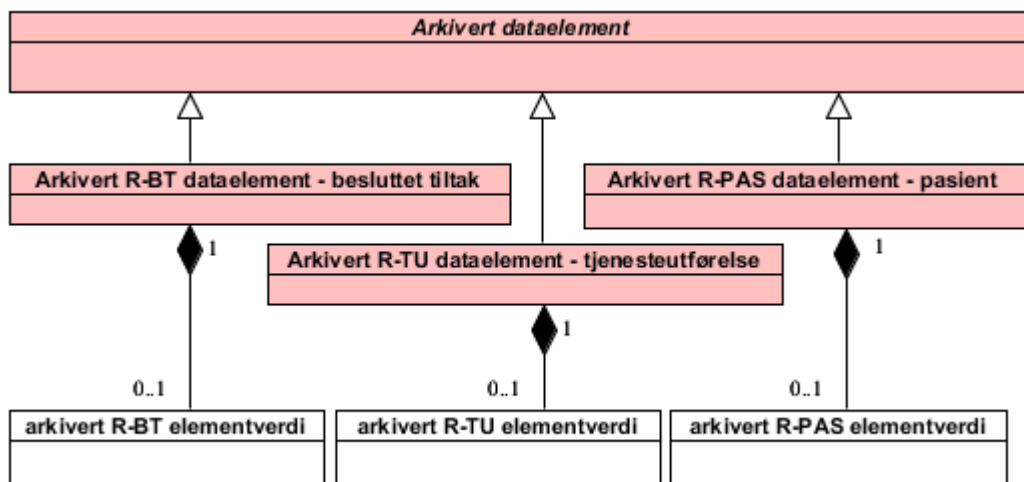 Arkivert dataelement
Arkivert R-BT dataelement - besluttet tiltak
Arkivert R-PAS dataelement - pasient
1
1
Arkivert R-TU dataelement - tjenesteutførelse
1
0..1
0..1
0..1
arkivert R-BT elementverdi
arkivert R-TU elementverdi
arkivert R-PAS elementverdi